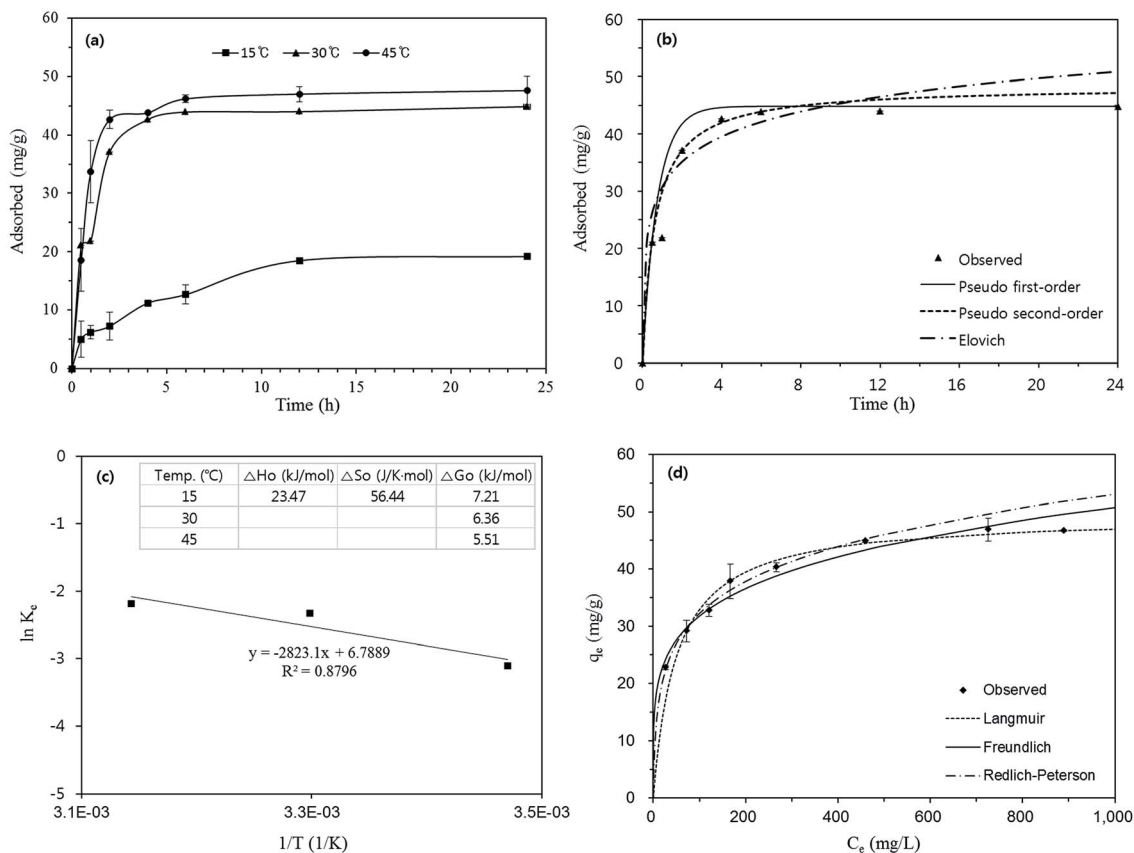 (a)
15℃ 30℃ 45℃
60
50
40
30
20
10
0
Adsorbed (mg/g)
0 5 10 15 20 25
Time (h)
(b)
60
50
40
30
20
10
0
Adsorbed (mg/g)
Observed
Pseudo first-order
Pseudo second-order
Elovich
0 4 8 12 16 20 24
Time (h)
(c)
0
-1
-2
-3
-4
-5
ln Ke
Temp. (℃) △Ho (kJ/mol) △So (J/K·mol) △Go (kJ/mol)
15 23.47 56.44 7.21
30 6.36
45 5.51
y = -2823.1x + 6.7889
R² = 0.8796
3.1E-03 3.3E-03 3.5E-03
1/T (1/K)
(d)
60
50
40
30
20
10
0
qe (mg/g)
Observed
Langmuir
Freundlich
Redlich-Peterson
0 200 400 600 800 1,000
Ce (mg/L)